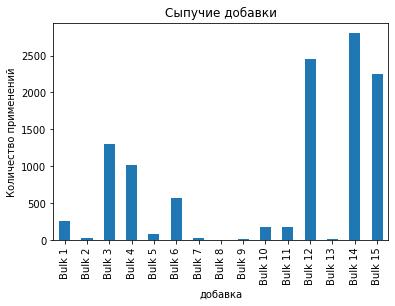 Сыпучие добавки
Количество применений
2500
2000
1500
1000
500
0
Bulk 1
Bulk 2
Bulk 3
Bulk 4
Bulk 5
Bulk 6
Bulk 7
Bulk 8
Bulk 9
Bulk 10
Bulk 11
Bulk 12
Bulk 13
Bulk 14
Bulk 15
добавка